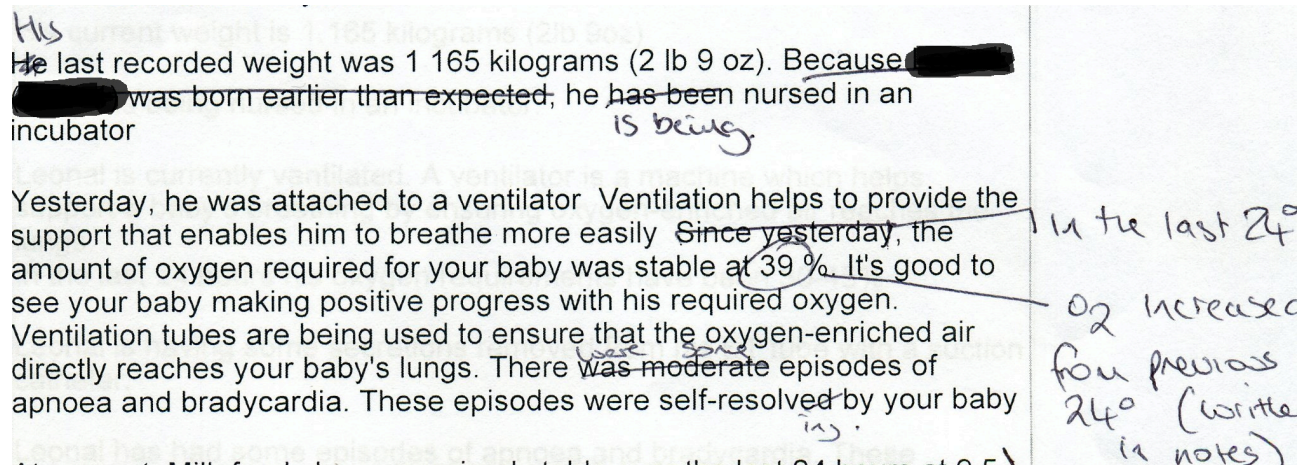 His
He last recorded weight was 1 165 kilograms (2 lb 9 oz). Because
was born earlier than expected, he has been nursed in an
is being.
incubator
Yesterday, he was attached to a ventilator Ventilation helps to provide the
support that enables him to breathe more easily Since yesterday, the
In the last 24°
amount of oxygen required for your baby was stable at 39 %. It's good to
see your baby making positive progress with his required oxygen.
O2 increased
Ventilation tubes are being used to ensure that the oxygen-enriched air
were some
directly reaches your baby's lungs. There was moderate episodes of
from previous
apnoea and bradycardia. These episodes were self-resolved by your baby
24° (written
ing.
in notes)